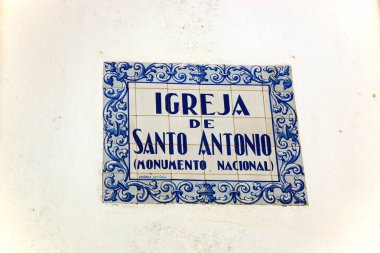 IGREJA
DE
SANTO ANTONIO
(MONUMENTO NACIONAL)